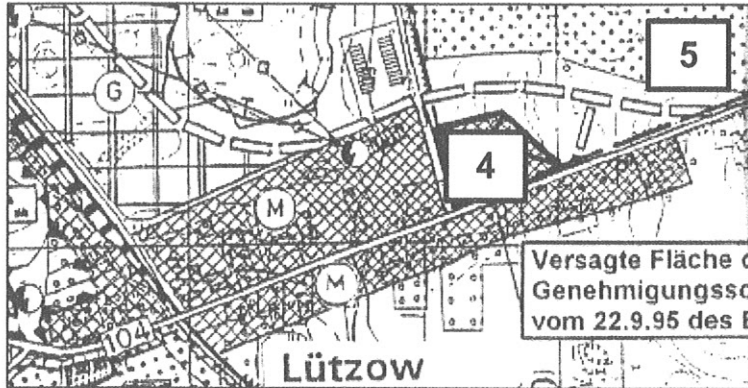 5
G
4
M
M
Versagte Fläche
Genehmigungssc
vom 22.9.95 des
104
Lützow